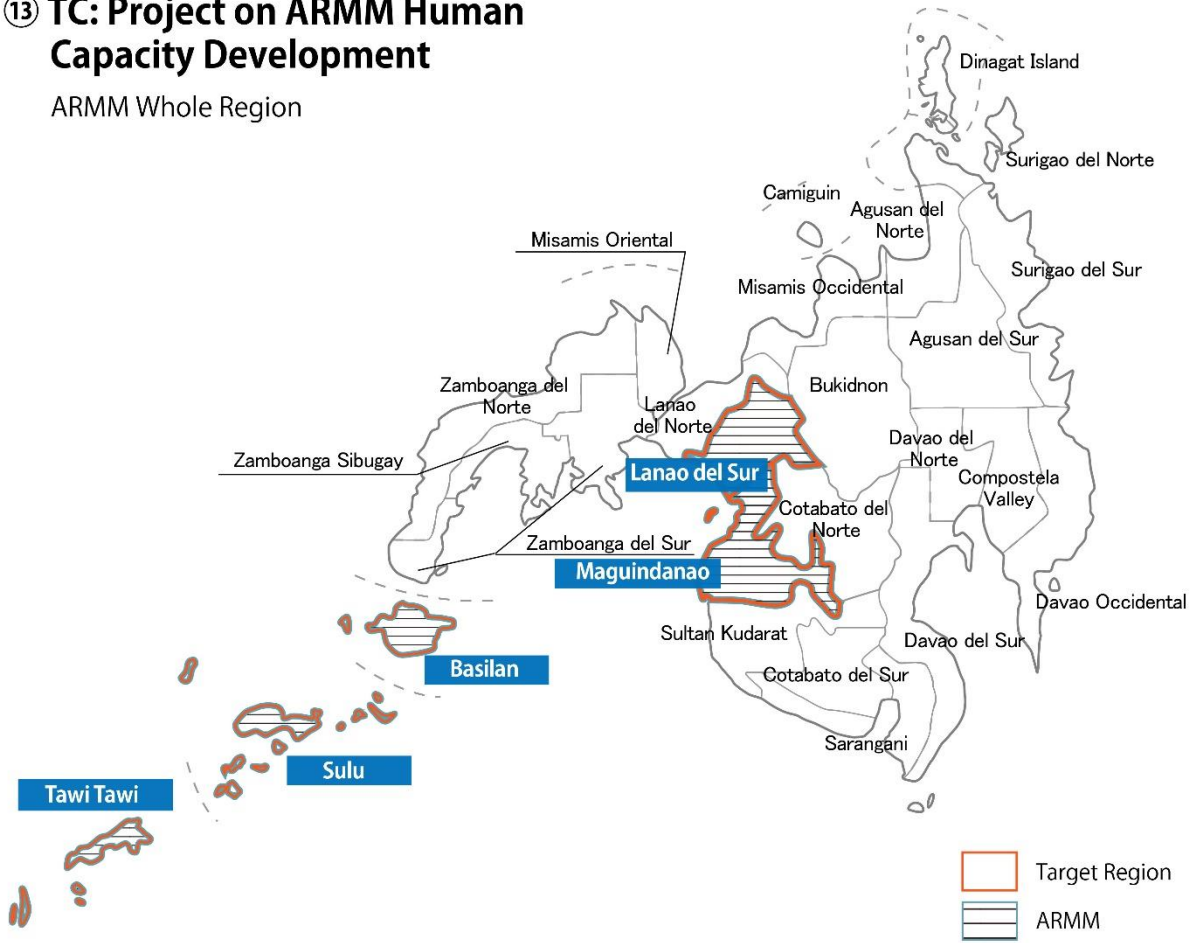 ⑬ TC: Project on ARMM Human
Capacity Development
ARMM Whole Region
Dinagat Island
Surigao del Norte
Camiguin
Agusan del
Norte
Misamis Oriental
Surigao del Sur
Misamis Occidental
Agusan del Sur
Zamboanga del
Norte
Bukidnon
Lanao
del Norte
Davao del
Norte
Zamboanga Sibugay
Lanao del Sur
Compostela
Valley
Cotabato del
Norte
Zamboanga del Sur
Maguindanao
Davao Occidental
Sultan Kudarat
Davao del Sur
Basilan
Cotabato del Sur
Sarangani
Sulu
Tawi Tawi
Target Region
ARMM